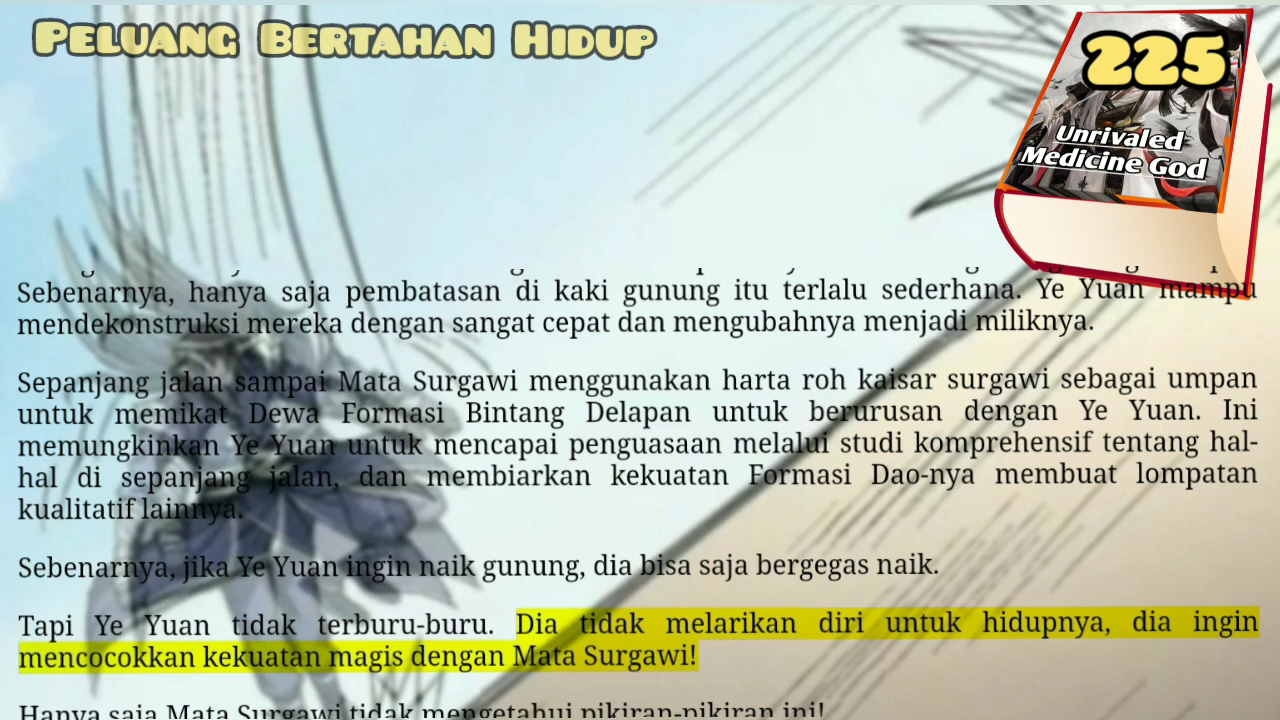 Peluang Bertahan Hidup
225
Unrivaled
Medicine God
Sebenarnya, hanya saja pembatasan di kaki gunung itu terlalu sederhana. Ye Yuan mampu
mendekonstruksi mereka dengan sangat cepat dan mengubahnya menjadi miliknya.
Sepanjang jalan sampai Mata Surgawi menggunakan harta roh kaisar surgawi sebagai umpan
untuk memikat Dewa Formasi Bintang Delapan untuk berurusan dengan Ye Yuan. Ini
memungkinkan Ye Yuan untuk mencapai penguasaan melalui studi komprehensif tentang hal-
hal di sepanjang jalan, dan membiarkan kekuatan Formasi Dao-nya membuat lompatan
kualitatif lainnya.
Sebenarnya, jika Ye Yuan ingin naik gunung, dia bisa saja bergegas naik.
Tapi Ye Yuan tidak terburu-buru. Dia tidak melarikan diri untuk hidupnya, dia ingin
mencocokkan kekuatan magis dengan Mata Surgawi!
Hanya saja Mata Surgawi tidak mengetahui pikiran-pikiran ini!